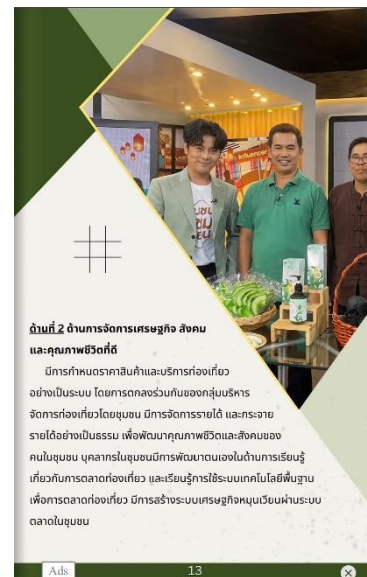 Influencer
ด้านที่ 2 ด้านการจัดการเศรษฐกิจ สังคม
และคุณภาพชีวิตที่ดี
มีการกำหนดราคาสินค้าและบริการท่องเที่ยว
อย่างเป็นระบบ โดยการตกลงร่วมกันของกลุ่มบริหาร
จัดการท่องเที่ยวโดยชุมชน มีการจัดการรายได้ และกระจาย
รายได้อย่างเป็นธรรม เพื่อพัฒนาคุณภาพชีวิตและสังคมของ
คนในชุมชน บุคลากรในชุมชนมีการพัฒนาตนเองในด้านการเรียนรู้
เกี่ยวกับการตลาดท่องเที่ยว และเรียนรู้การใช้ระบบเทคโนโลยีพื้นฐาน
เพื่อการตลาดท่องเที่ยว มีการสร้างระบบเศรษฐกิจหมุนเวียนผ่านระบบ
ตลาดในชุมชน
Ads
13